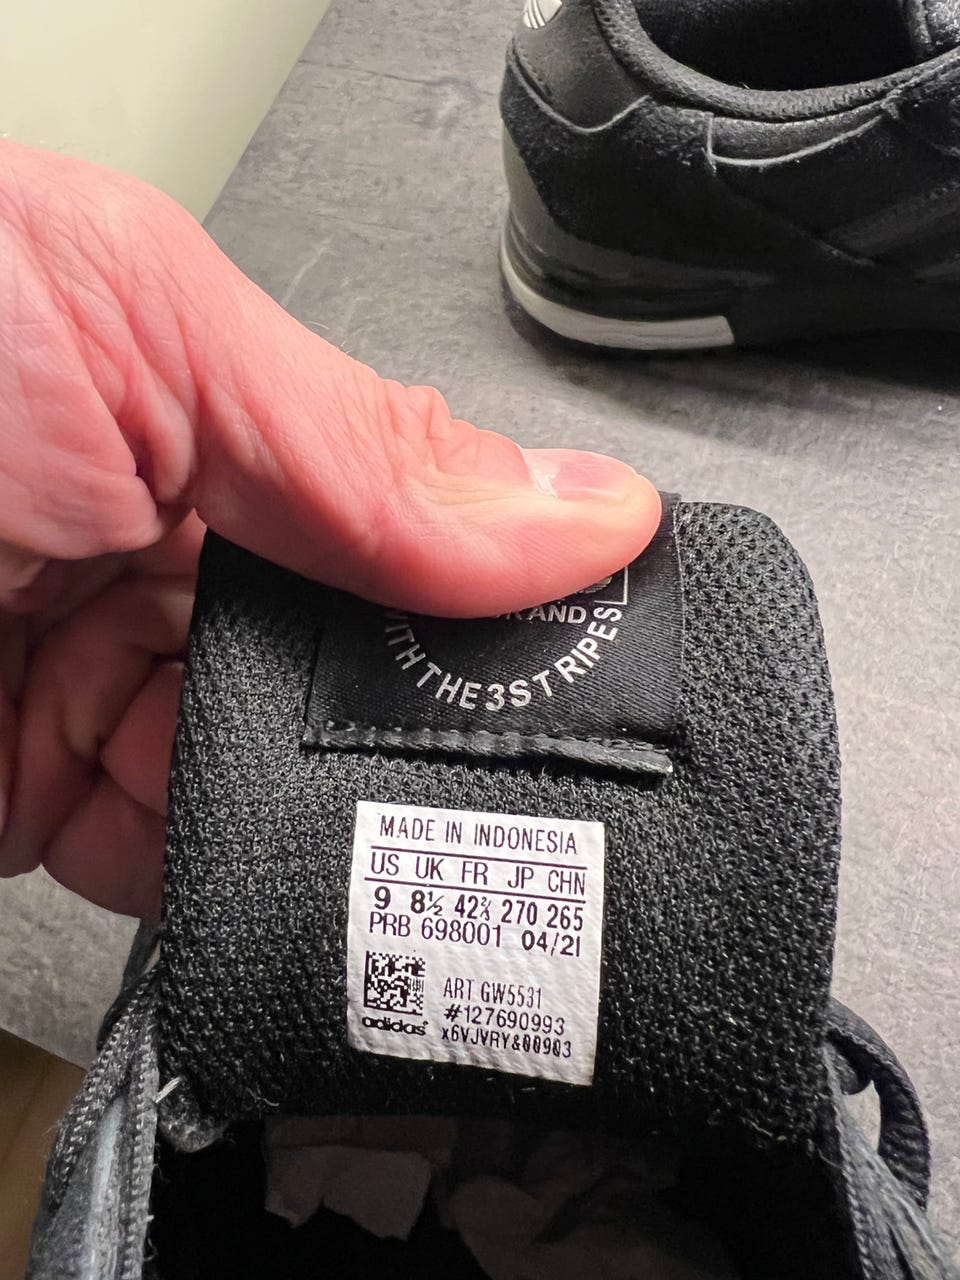 BRAND
WITH THE 3 STRIPES
MADE IN INDONESIA
US UK FR JP CHN
9 8½ 42⅔ 270 265
PRB 698001 04/21
ART GW5531
#127690993
adidas®
x6VJVRY&00903